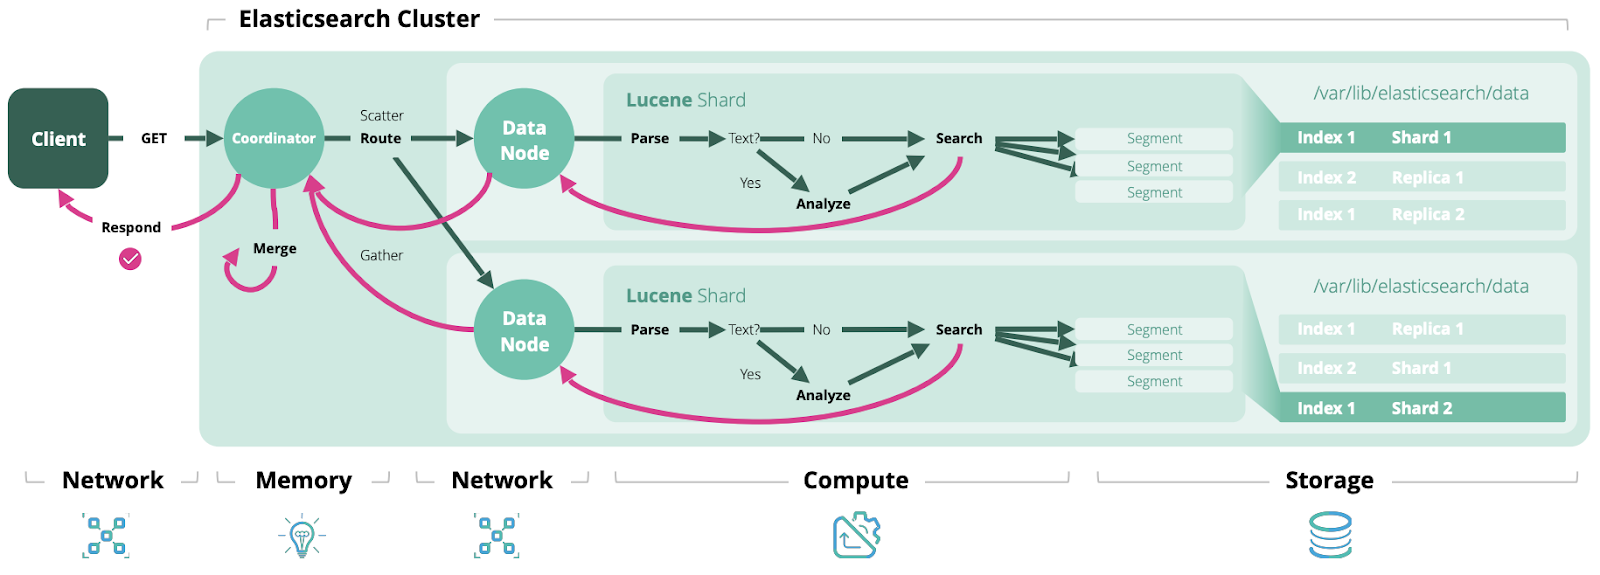 Elasticsearch Cluster
Client
GET
Coordinator
Scatter
Route
Data
Node
Lucene Shard
Parse
Text?
No
Yes
Analyze
Search
Segment
Segment
Segment
/var/lib/elasticsearch/data
Index 1 Shard 1
Index 2 Replica 1
Index 1 Replica 2
Respond
Merge
Gather
Data
Node
Lucene Shard
Parse
Text?
No
Yes
Analyze
Search
Segment
Segment
Segment
/var/lib/elasticsearch/data
Index 1 Replica 1
Index 2 Shard 1
Index 1 Shard 2
Network
Memory
Network
Compute
Storage